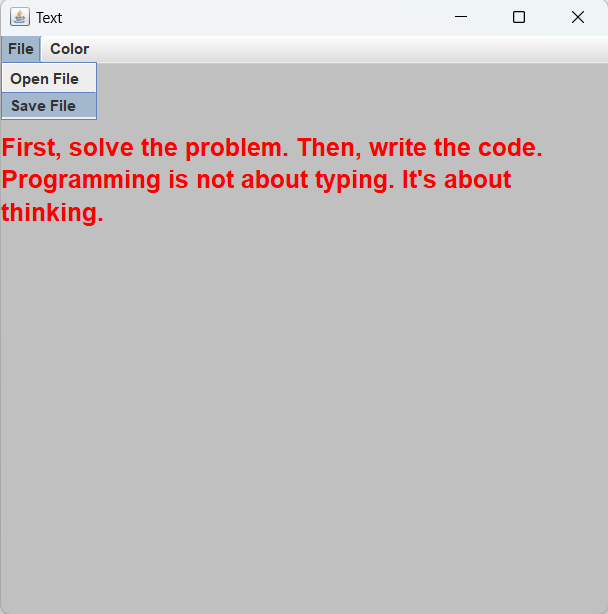 Text
File Color
Open File
Save File
First, solve the problem. Then, write the code.
Programming is not about typing. It's about
thinking.